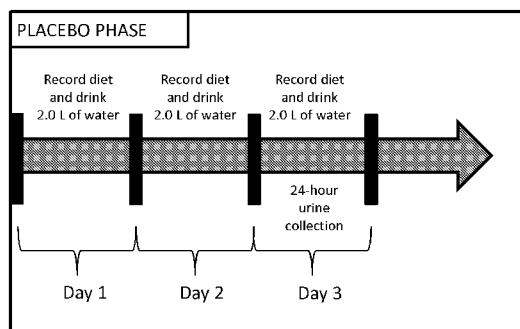 PLACEBO PHASE
Record diet
and drink
2.0 L of water
Record diet
and drink
2.0 L of water
Record diet
and drink
2.0 L of water
24-hour
urine
collection
Day 1
Day 2
Day 3